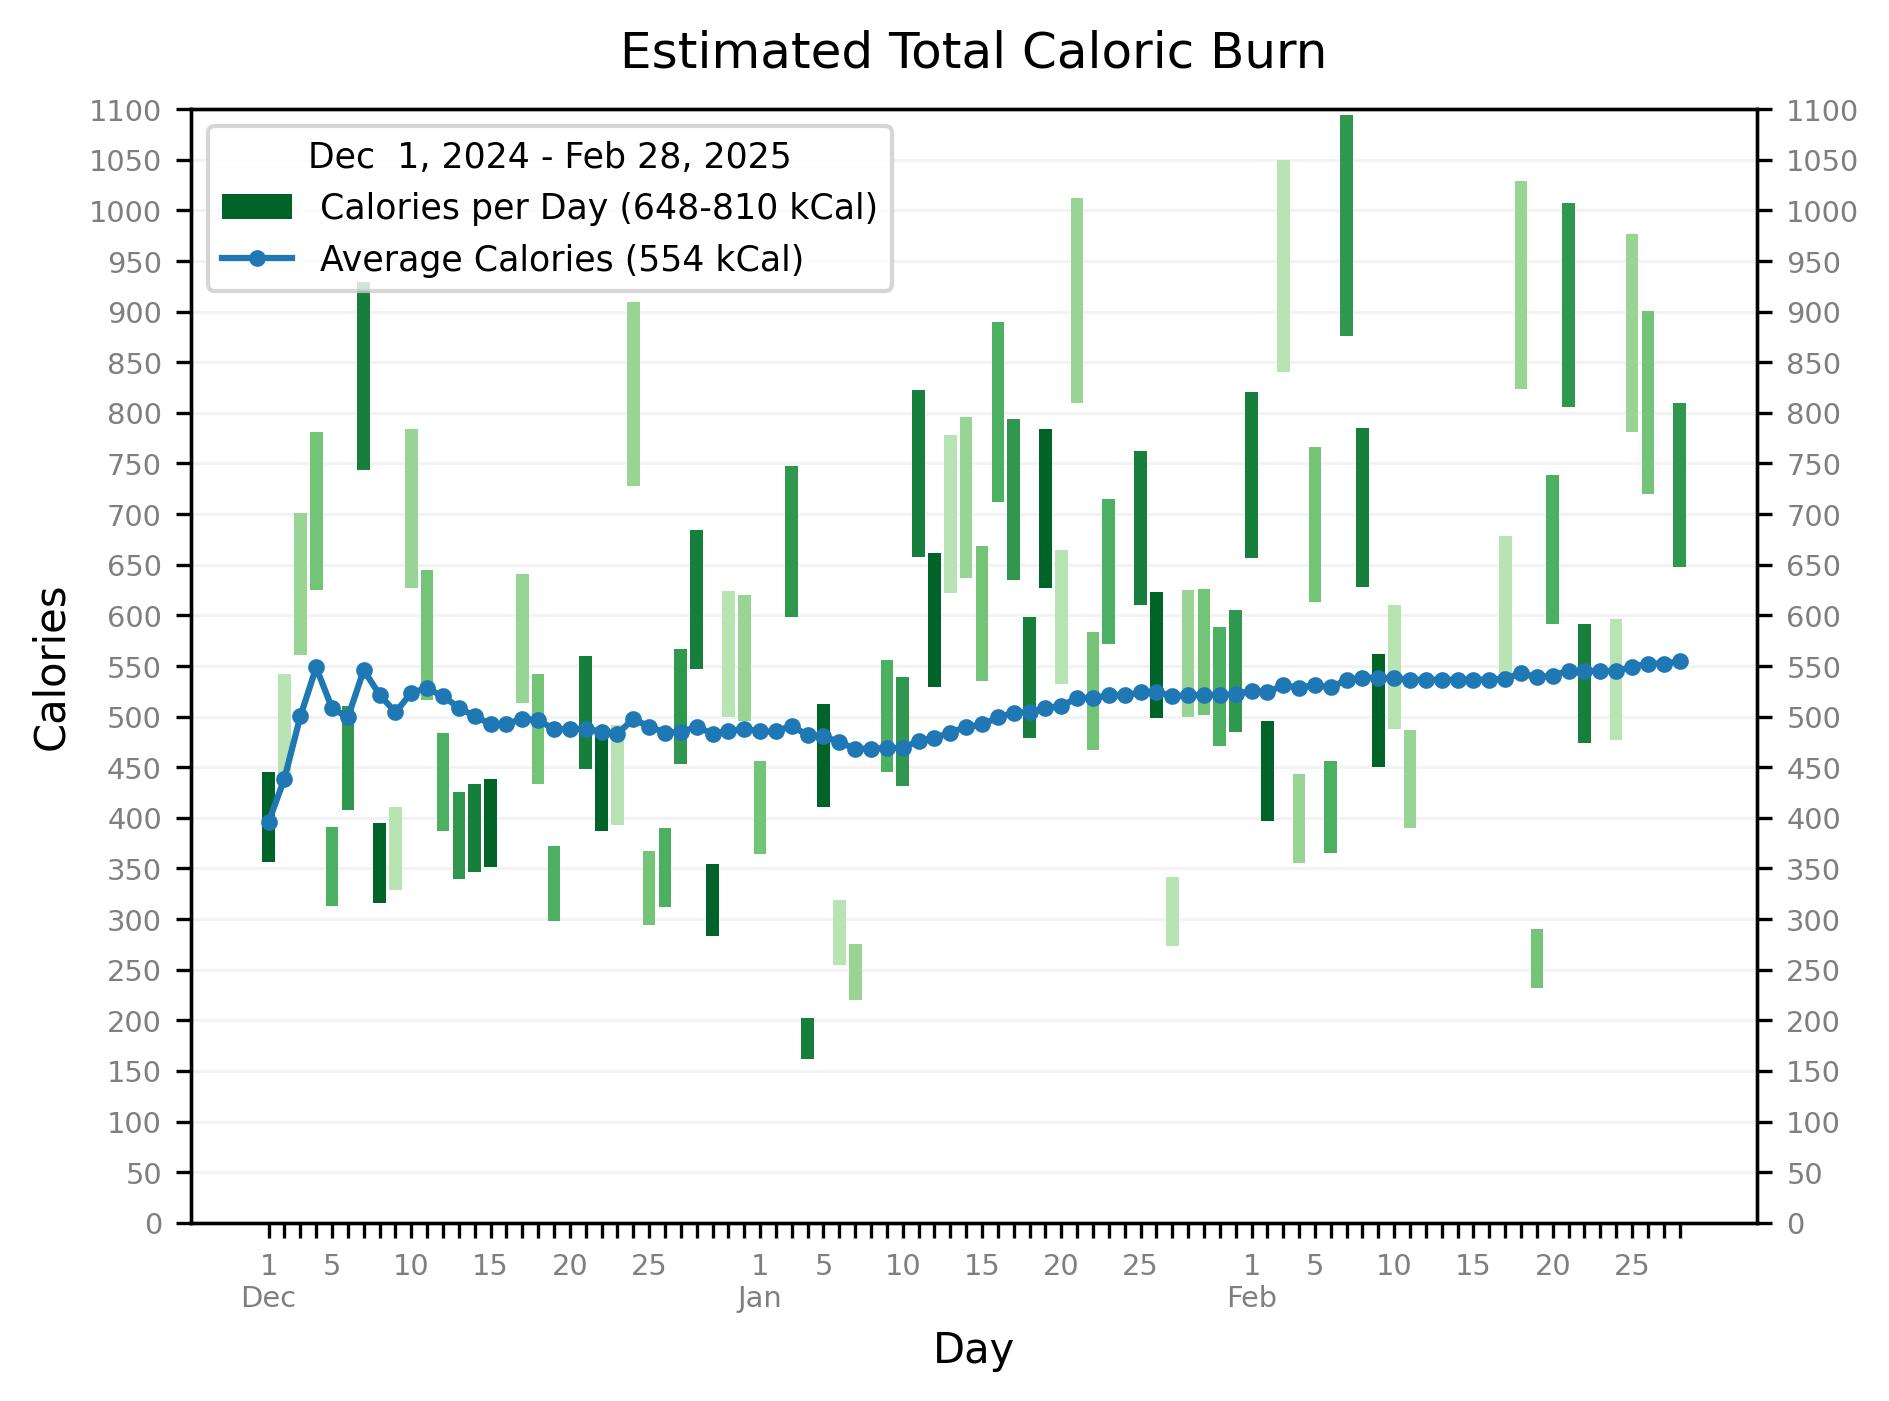 Estimated Total Caloric Burn
Dec  1, 2024 - Feb 28, 2025
Calories per Day (648-810 kCal)
Average Calories (554 kCal)
1100 1100
1050 1050
1000 1000
950 950
900 900
850 850
800 800
750 750
700 700
650 650
600 600
550 550
500 500
450 450
400 400
350 350
300 300
250 250
200 200
150 150
100 100
50 50
0 0
Calories
1 5 10 15 20 25 1 5 10 15 20 25 1 5 10 15 20 25
Dec Jan Feb
Day